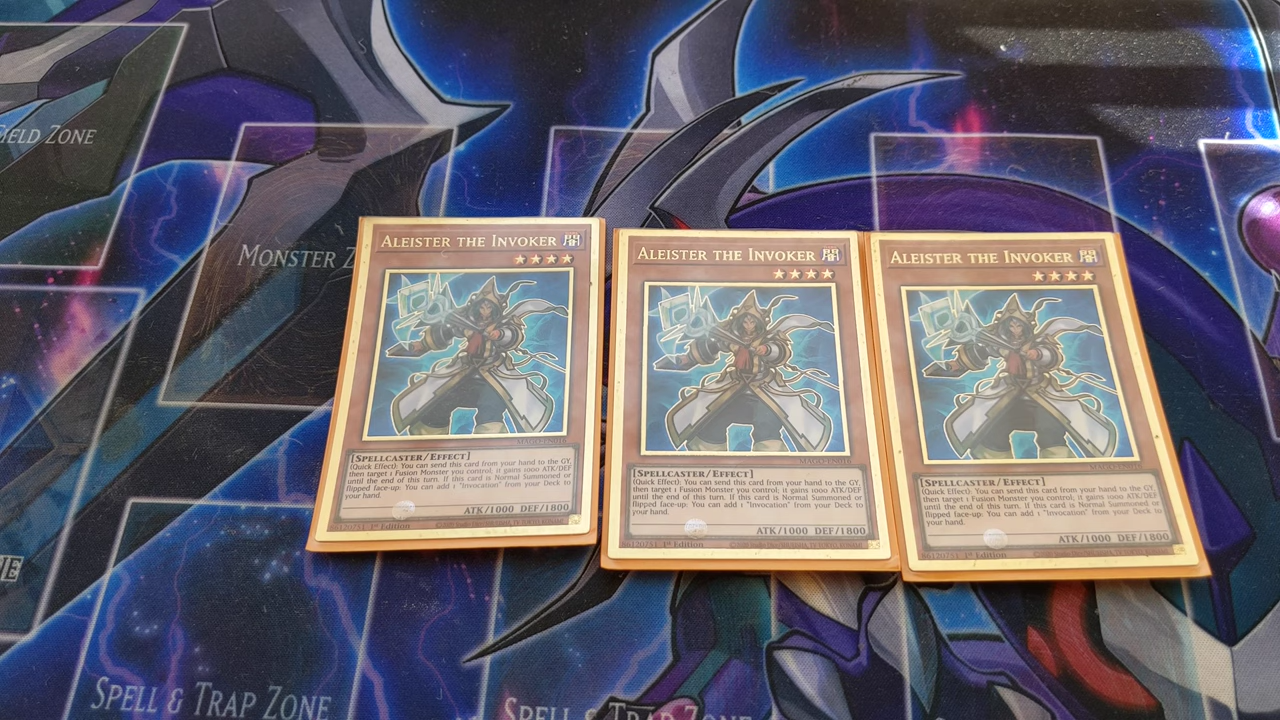 FIELD ZONE
MONSTER Z
ALEISTER THE INVOKER
MAGO-EN016
[SPELLCASTER/EFFECT]
(Quick Effect): You can send this card from your hand to the GY,
then target 1 Fusion Monster you control; it gains 1000 ATK/DEF
until the end of this turn. If this card is Normal Summoned or
flipped face-up: You can add 1 "Invocation" from your Deck to
your hand.
ATK/1000 DEF/1800
86120751 1st Edition
ALEISTER THE INVOKER
MAGO-EN016
[SPELLCASTER/EFFECT]
(Quick Effect): You can send this card from your hand to the GY,
then target 1 Fusion Monster you control; it gains 1000 ATK/DEF
until the end of this turn. If this card is Normal Summoned or
flipped face-up: You can add 1 "Invocation" from your Deck to
your hand.
ATK/1000 DEF/1800
86120751 1st Edition
ALEISTER THE INVOKER
MAGO-EN016
[SPELLCASTER/EFFECT]
(Quick Effect): You can send this card from your hand to the GY,
then target 1 Fusion Monster you control; it gains 1000 ATK/DEF
until the end of this turn. If this card is Normal Summoned or
flipped face-up: You can add 1 "Invocation" from your Deck to
your hand.
ATK/1000 DEF/1800
86120751 1st Edition
SPELL & TRAP ZONE
SPELL & TRAP ZONE